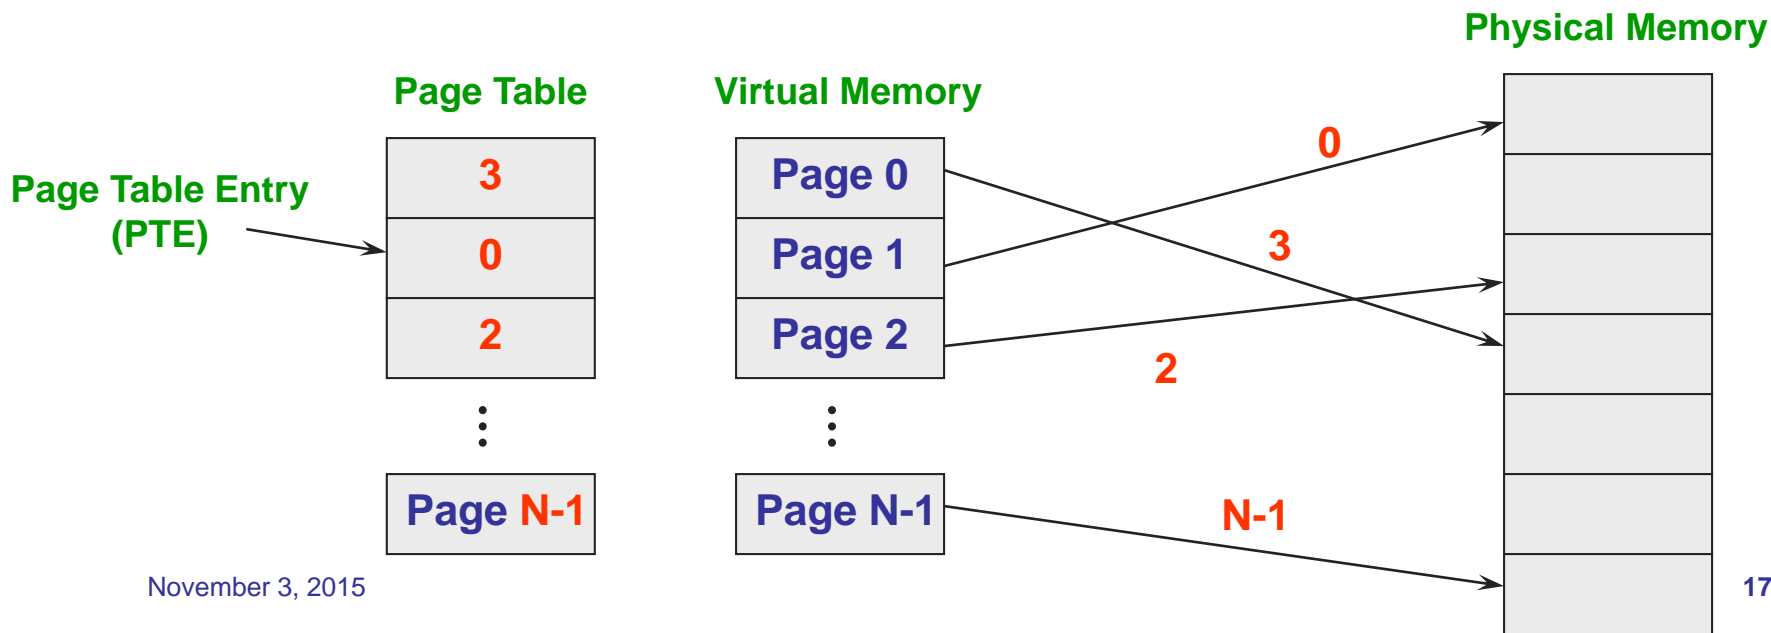 Physical Memory
Page Table
Virtual Memory
Page Table Entry
(PTE)
3
0
2
Page N-1
Page 0
Page 1
Page 2
Page N-1
0
3
2
N-1
November 3, 2015
17